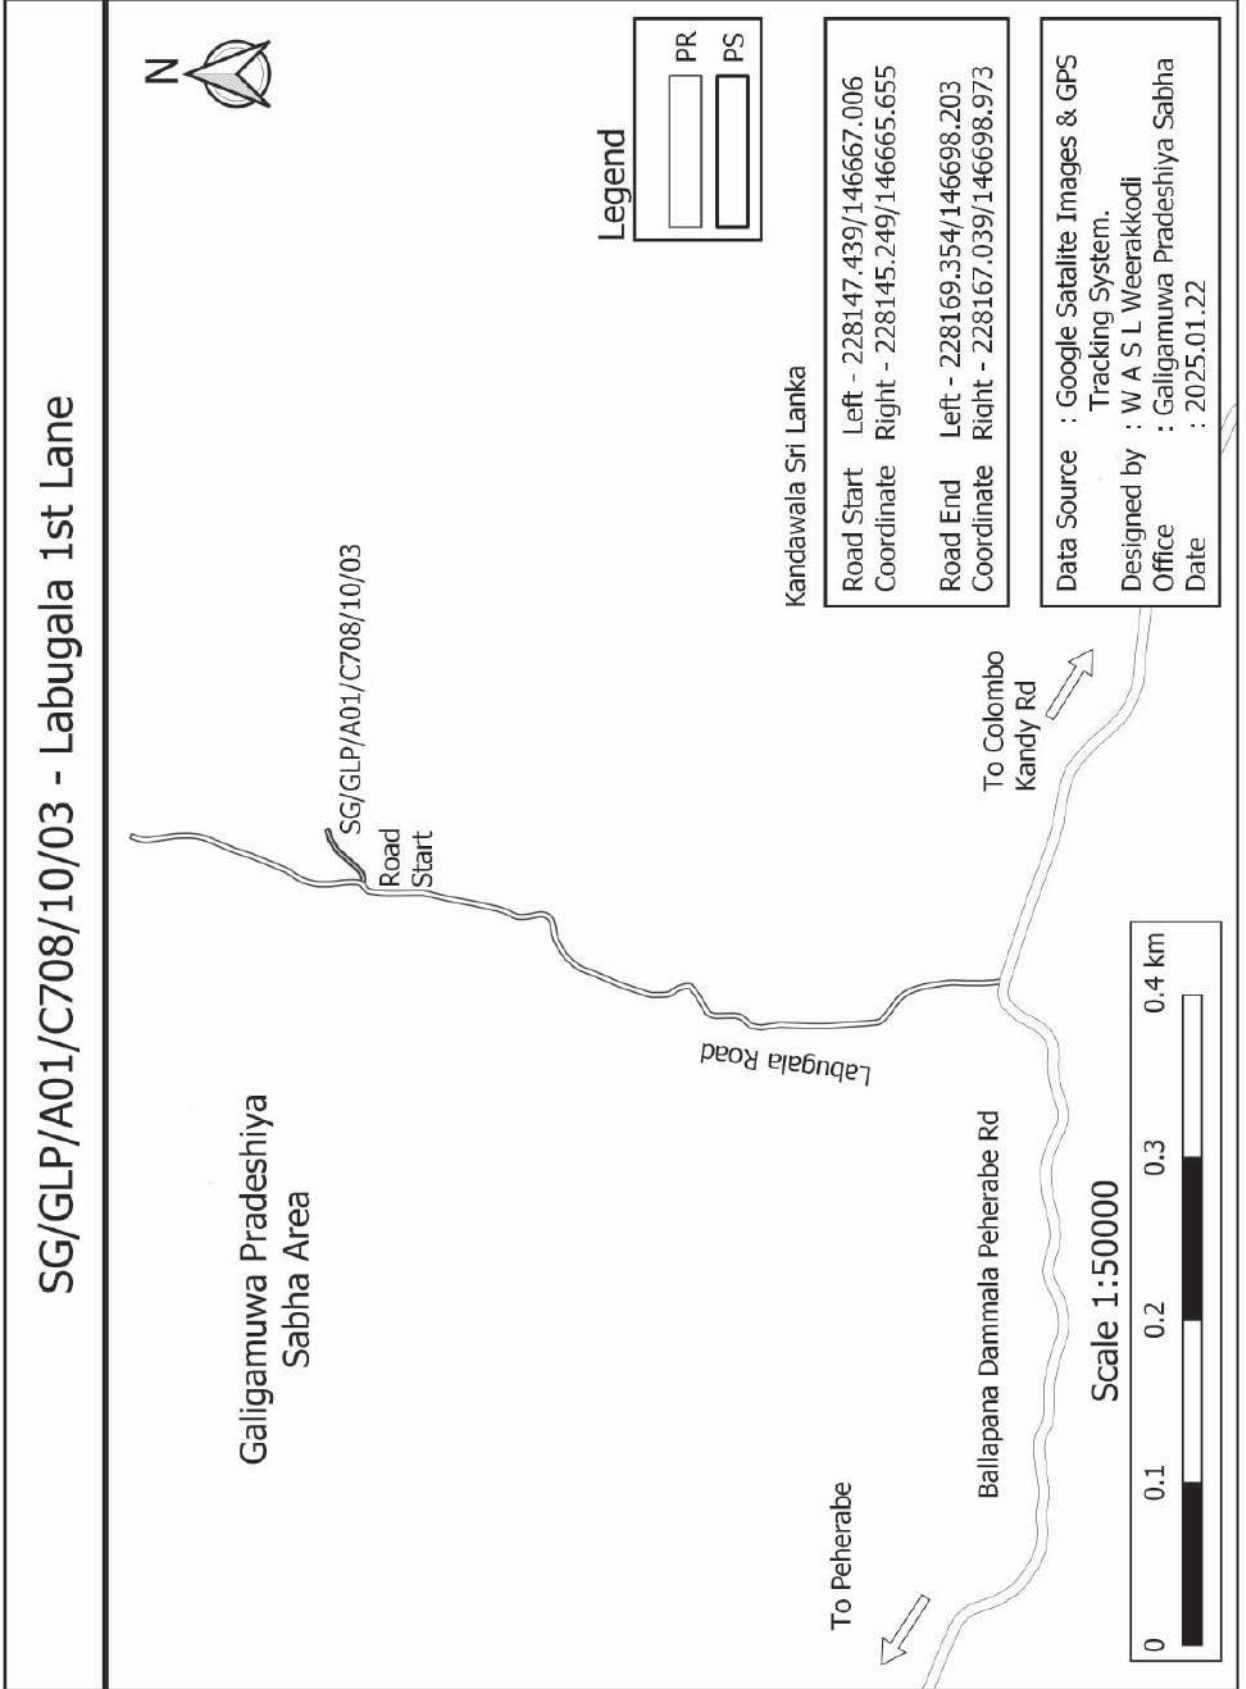 SG/GLP/A01/C708/10/03 - Labugala 1st Lane
N
Galigamuwa Pradeshiya
Sabha Area
SG/GLP/A01/C708/10/03
Road
Start
Labugala Road
Legend
PR
PS
Kandawala Sri Lanka
Road Start Left - 228147.439/146667.006
Coordinate Right - 228145.249/146665.655
Road End Left - 228169.354/146698.203
Coordinate Right - 228167.039/146698.973
To Peherabe
Ballapana Dammala Peherabe Rd
To Colombo
Kandy Rd
Data Source : Google Satalite Images & GPS
Tracking System.
Designed by : W A S L Weerakkodi
Office : Galigamuwa Pradeshiya Sabha
Date : 2025.01.22
Scale 1:50000
0 0.1 0.2 0.3 0.4 km